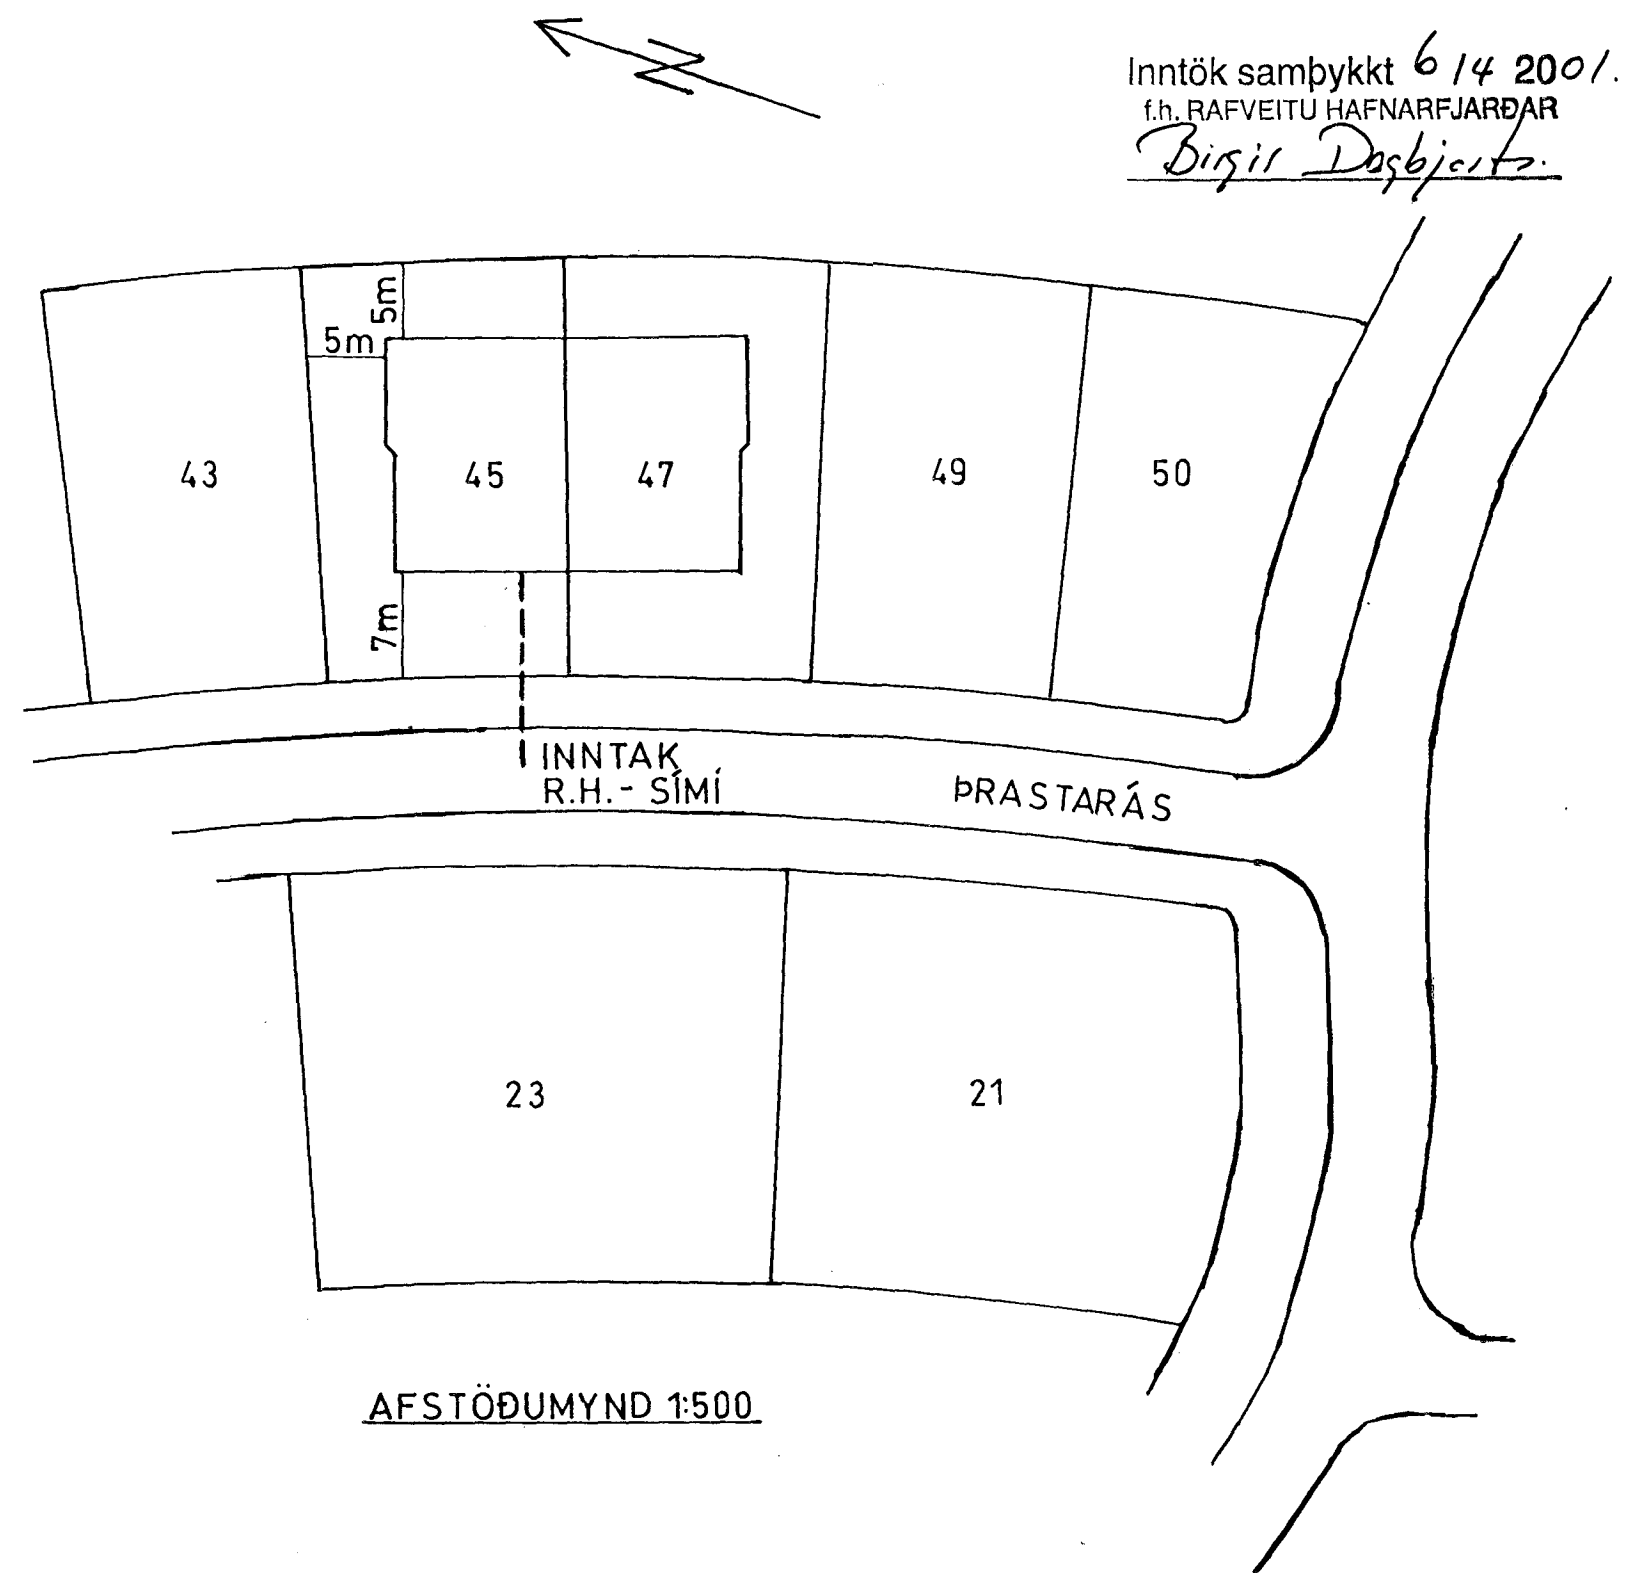 Inntök samþykkt 6/4 2001.
f.h. RAFVEITU HAFNARFJARÐAR
Birgir Dagbjarts.
5m
5m
43
45
47
49
50
7m
INNTAK
R.H.- SÍMÍ
ÞRASTARÁS
23
21
AFSTÖÐUMYND 1:500